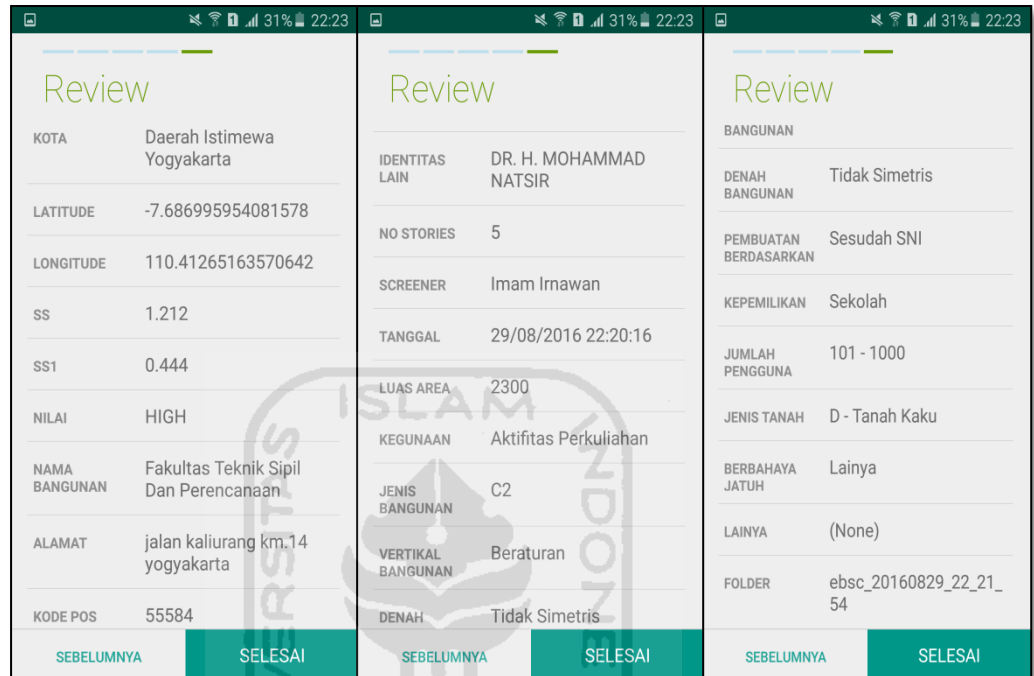 31% 22:23
Review
KOTA Daerah Istimewa
Yogyakarta
LATITUDE -7.686995954081578
LONGITUDE 110.41265163570642
SS 1.212
SS1 0.444
NILAI HIGH
NAMA Fakultas Teknik Sipil
BANGUNAN Dan Perencanaan
ALAMAT jalan kaliurang km.14
yogyakarta
KODE POS 55584
SEBELUMNYA SELESAI
1 31% 22:23
Review
IDENTITAS DR. H. MOHAMMAD
LAIN NATSIR
NO STORIES 5
SCREENER Imam Irnawan
TANGGAL 29/08/2016 22:20:16
LUAS AREA 2300
KEGUNAAN Aktifitas Perkuliahan
JENIS C2
BANGUNAN
VERTIKAL Beraturan
BANGUNAN
DENAH Tidak Simetris
SEBELUMNYA SELESAI
1 31% 22:23
Review
BANGUNAN
DENAH Tidak Simetris
BANGUNAN
PEMBUATAN Sesudah SNI
BERDASARKAN
KEPEMILIKAN Sekolah
JUMLAH 101 - 1000
PENGGUNA
JENIS TANAH D - Tanah Kaku
BERBAHAYA Lainya
JATUH
LAINYA (None)
FOLDER ebsc_20160829_22_21_
54
SEBELUMNYA SELESAI
ISLAM